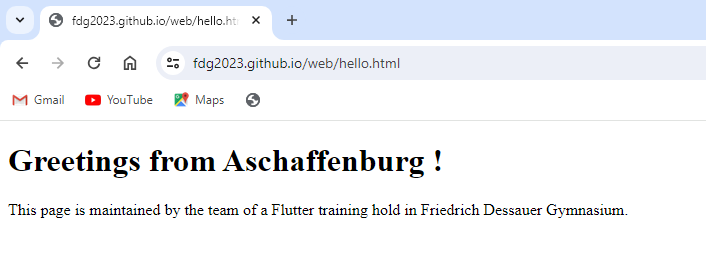 fdg2023.github.io/web/hello.ht
fdg2023.github.io/web/hello.html
Gmail YouTube Maps
Greetings from Aschaffenburg !
This page is maintained by the team of a Flutter training hold in Friedrich Dessauer Gymnasium.